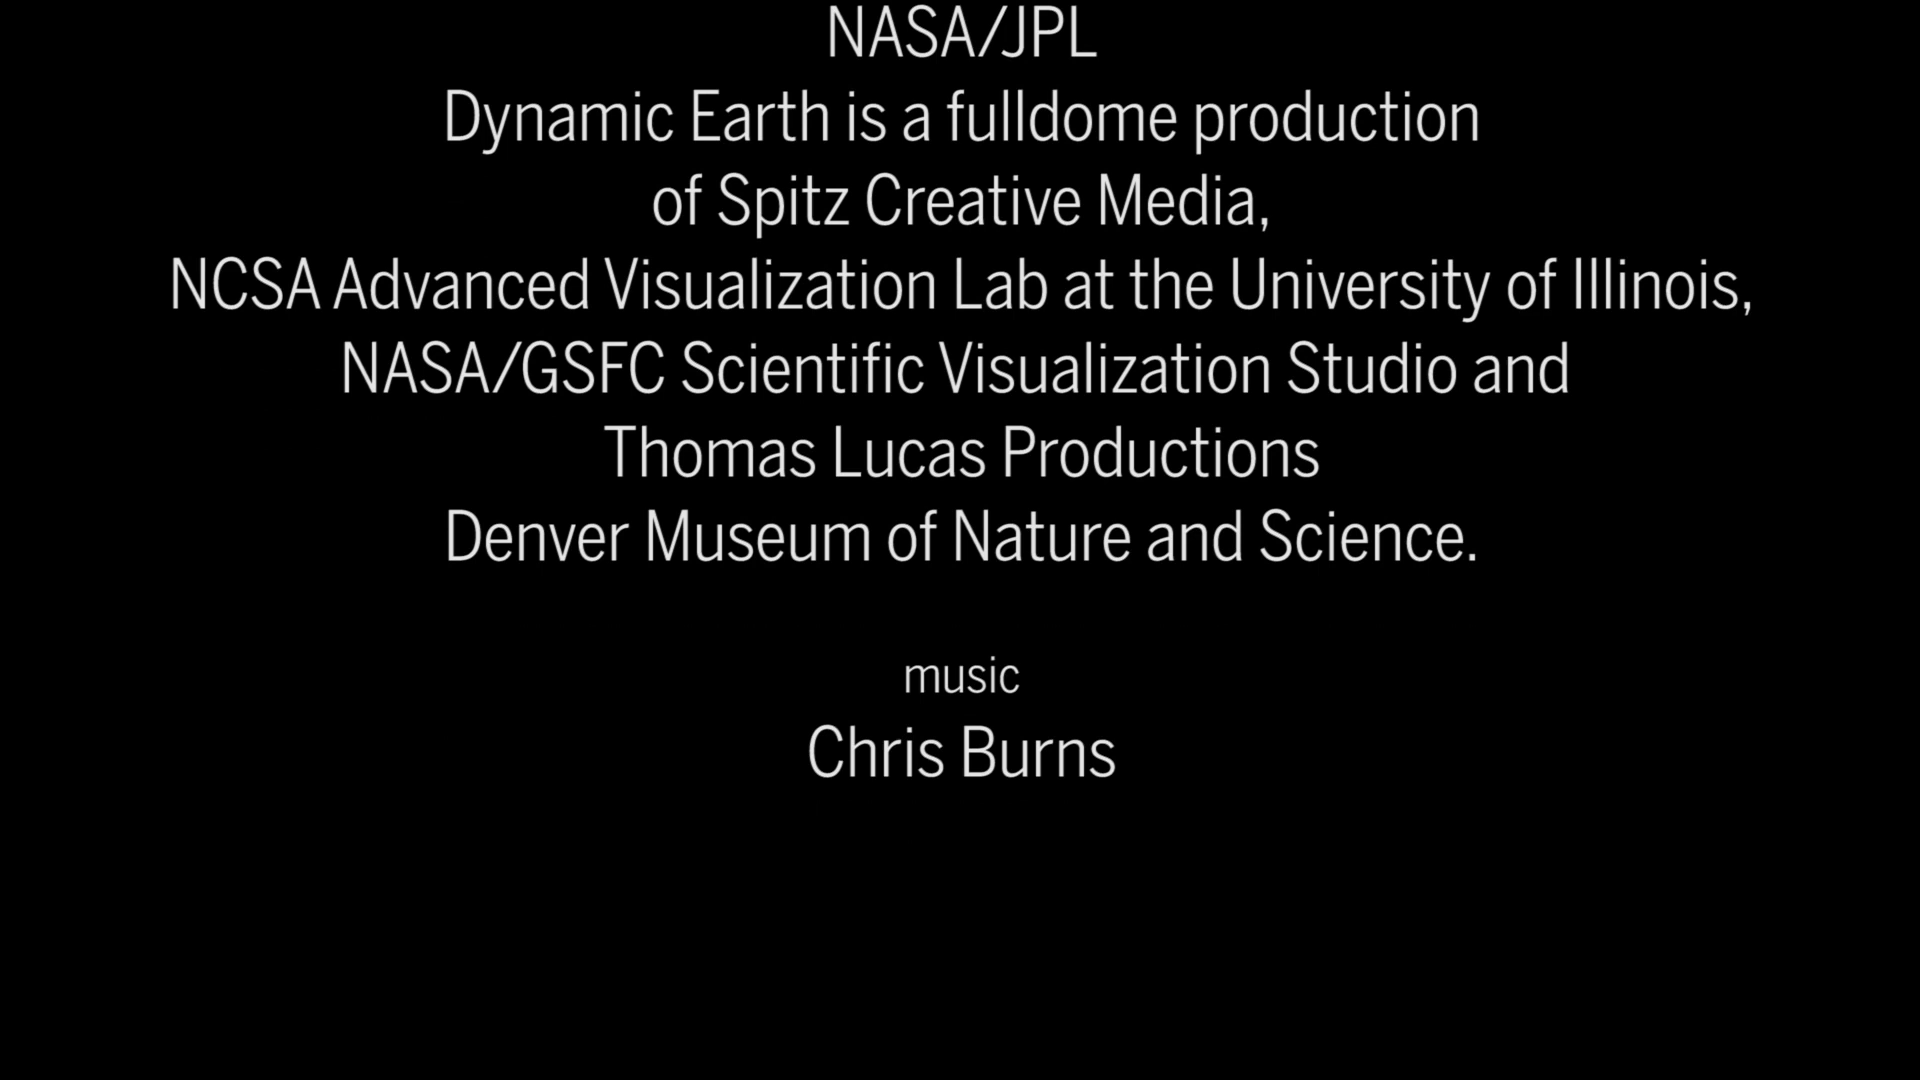 NASA/JPL
Dynamic Earth is a fulldome production
of Spitz Creative Media,
NCSA Advanced Visualization Lab at the University of Illinois,
NASA/GSFC Scientific Visualization Studio and
Thomas Lucas Productions
Denver Museum of Nature and Science.
music
Chris Burns